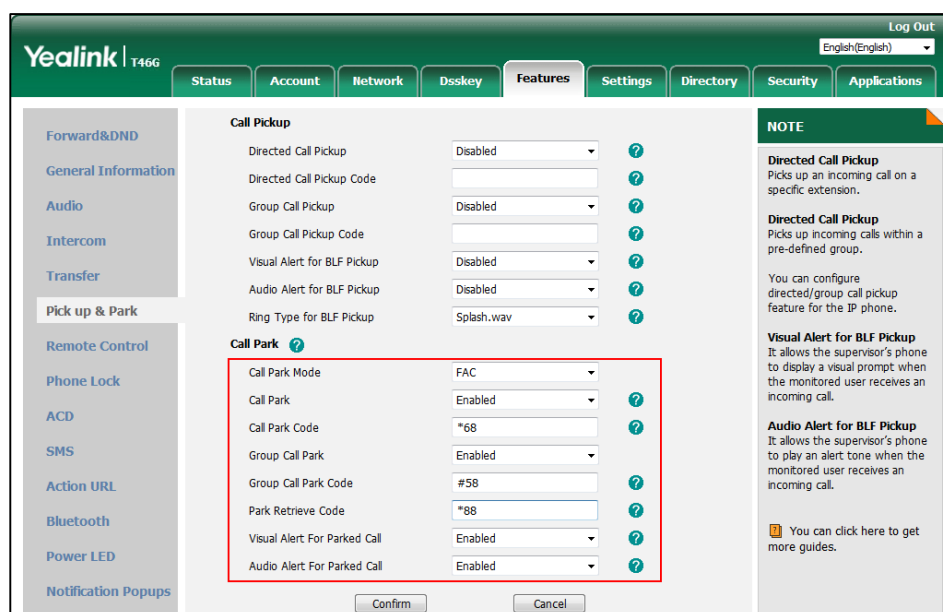 Log Out
Yealink T46G
English(English)
Status Account Network Dsskey Features Settings Directory Security Applications
Forward&DND
General Information
Audio
Intercom
Transfer
Pick up & Park
Remote Control
Phone Lock
ACD
SMS
Action URL
Bluetooth
Power LED
Notification Popups
Call Pickup
Directed Call Pickup Disabled ?
Directed Call Pickup Code ?
Group Call Pickup Disabled ?
Group Call Pickup Code ?
Visual Alert for BLF Pickup Disabled ?
Audio Alert for BLF Pickup Disabled ?
Ring Type for BLF Pickup Splash.wav ?
Call Park ?
Call Park Mode FAC
Call Park Enabled ?
Call Park Code *68 ?
Group Call Park Enabled
Group Call Park Code #58 ?
Park Retrieve Code *88 ?
Visual Alert For Parked Call Enabled ?
Audio Alert For Parked Call Enabled ?
Confirm Cancel
NOTE
Directed Call Pickup
Picks up an incoming call on a
specific extension.
Directed Call Pickup
Picks up incoming calls within a
pre-defined group.
You can configure
directed/group call pickup
feature for the IP phone.
Visual Alert for BLF Pickup
It allows the supervisor's phone
to display a visual prompt when
the monitored user receives an
incoming call.
Audio Alert for BLF Pickup
It allows the supervisor's phone
to play an alert tone when the
monitored user receives an
incoming call.
? You can click here to get
more guides.